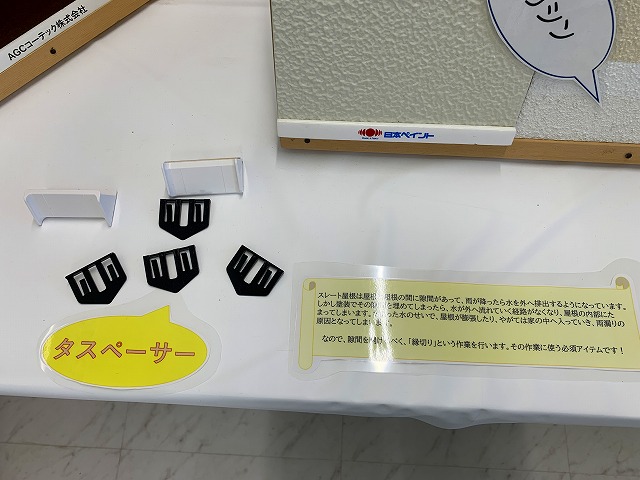 AGCコーテック株式会社
シン
日本ペイント
タスペーサー
スレート屋根は屋根 屋根の間に隙間があって、雨が降ったら水を外へ排出するようになっています。
しかし塗装でその 間を埋めてしまったら、水が外へ流れていく経路がなくなり、屋根の内部にた
まってしまいます。 った水のせいで、屋根が膨張したり、やがては家の中へ入っていき、雨漏りの
原因となってしまいます。
なので、隙間を 、「縁切り」という作業を行います。その作業に使う必須アイテムです!